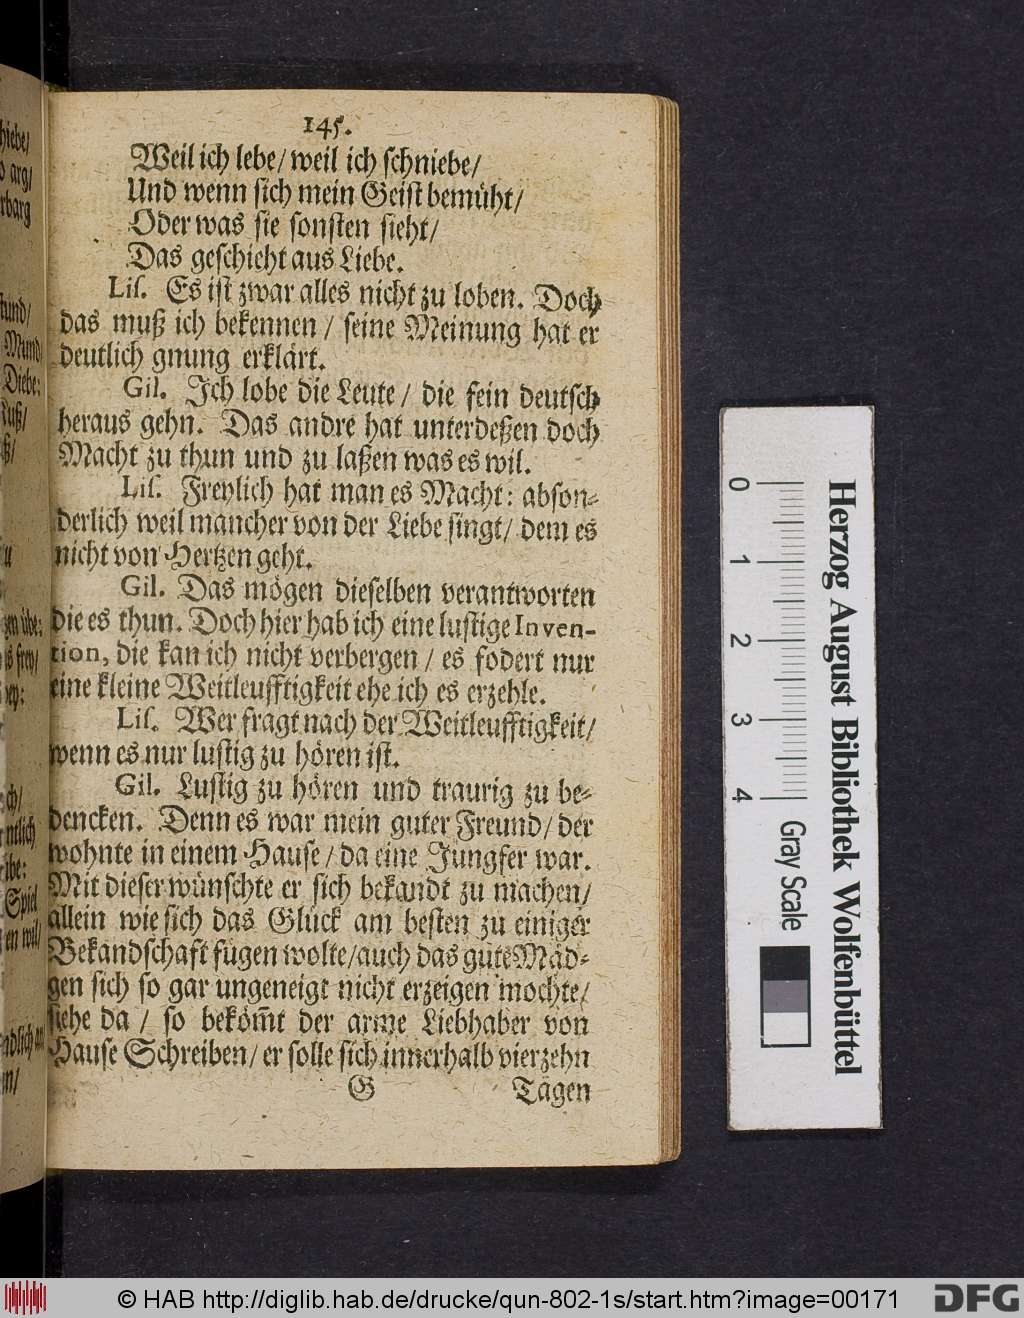 145.
Weil ich lebe/ weil ich schniebe/
Und wenn sich mein Geist bemüht/
Oder was sie sonsten sieht/
Das geschieht aus Liebe.
Lis. Es ist zwar alles nicht zu loben. Doch
das muß ich bekennen / seine Meinung hat er
deutlich gnung erklärt.
Gil. Ich lobe die Leute / die fein deutsch
heraus gehn. Das andre hat unterdeßen doch
Macht zu thun und zu laßen was es wil.
Lis. Freylich hat man es Macht: abson-
derlich weil mancher von der Liebe singt/ dem es
nicht von Hertzen geht.
Gil. Das mögen dieselben verantworten
die es thun. Doch hier hab ich eine lustige Inven-
tion, die kan ich nicht verbergen / es fodert nur
eine kleine Weitleufftigkeit ehe ich es erzehle.
Lis. Wer fragt nach der Weitleufftigkeit/
wenn es nur lustig zu hören ist.
Gil. Lustig zu hören und traurig zu be-
dencken. Denn es war mein guter Freund/ der
wohnte in einem Hause / da eine Jungfer war.
Mit dieser wünschte er sich bekandt zu machen/
allein wie sich das Glück am besten zu einiger
Bekandschaft fügen wolte/ auch das gute Mäd-
gen sich so gar ungeneigt nicht erzeigen mochte/
siehe da / so bekömt der arme Liebhaber von
Hause Schreiben/ er solle sich innerhalb vierzehn
G Tagen
hiebe/
arg/
rbarg
Mund
Diebe:
frey/
Spiel
en wil/
0 1 2 3 4
Gray Scale
Herzog August Bibliothek Wolfenbüttel
© HAB http://diglib.hab.de/drucke/qun-802-1s/start.htm?image=00171
DFG